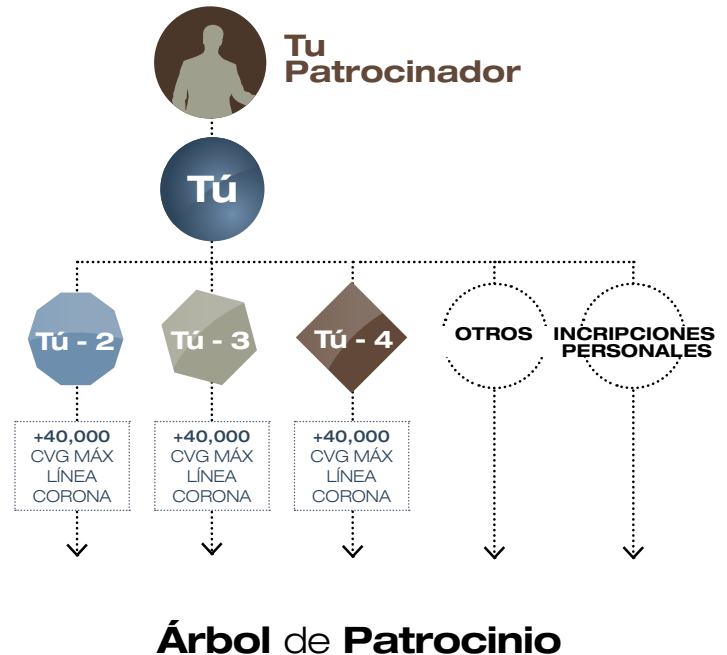 Tu
Patrocinador
Tú
Tú - 2
Tú - 3
Tú - 4
OTROS
INCRIPCIONES
PERSONALES
+40,000
CVG MÁX
LÍNEA
CORONA
+40,000
CVG MÁX
LÍNEA
CORONA
+40,000
CVG MÁX
LÍNEA
CORONA
Árbol de Patrocinio